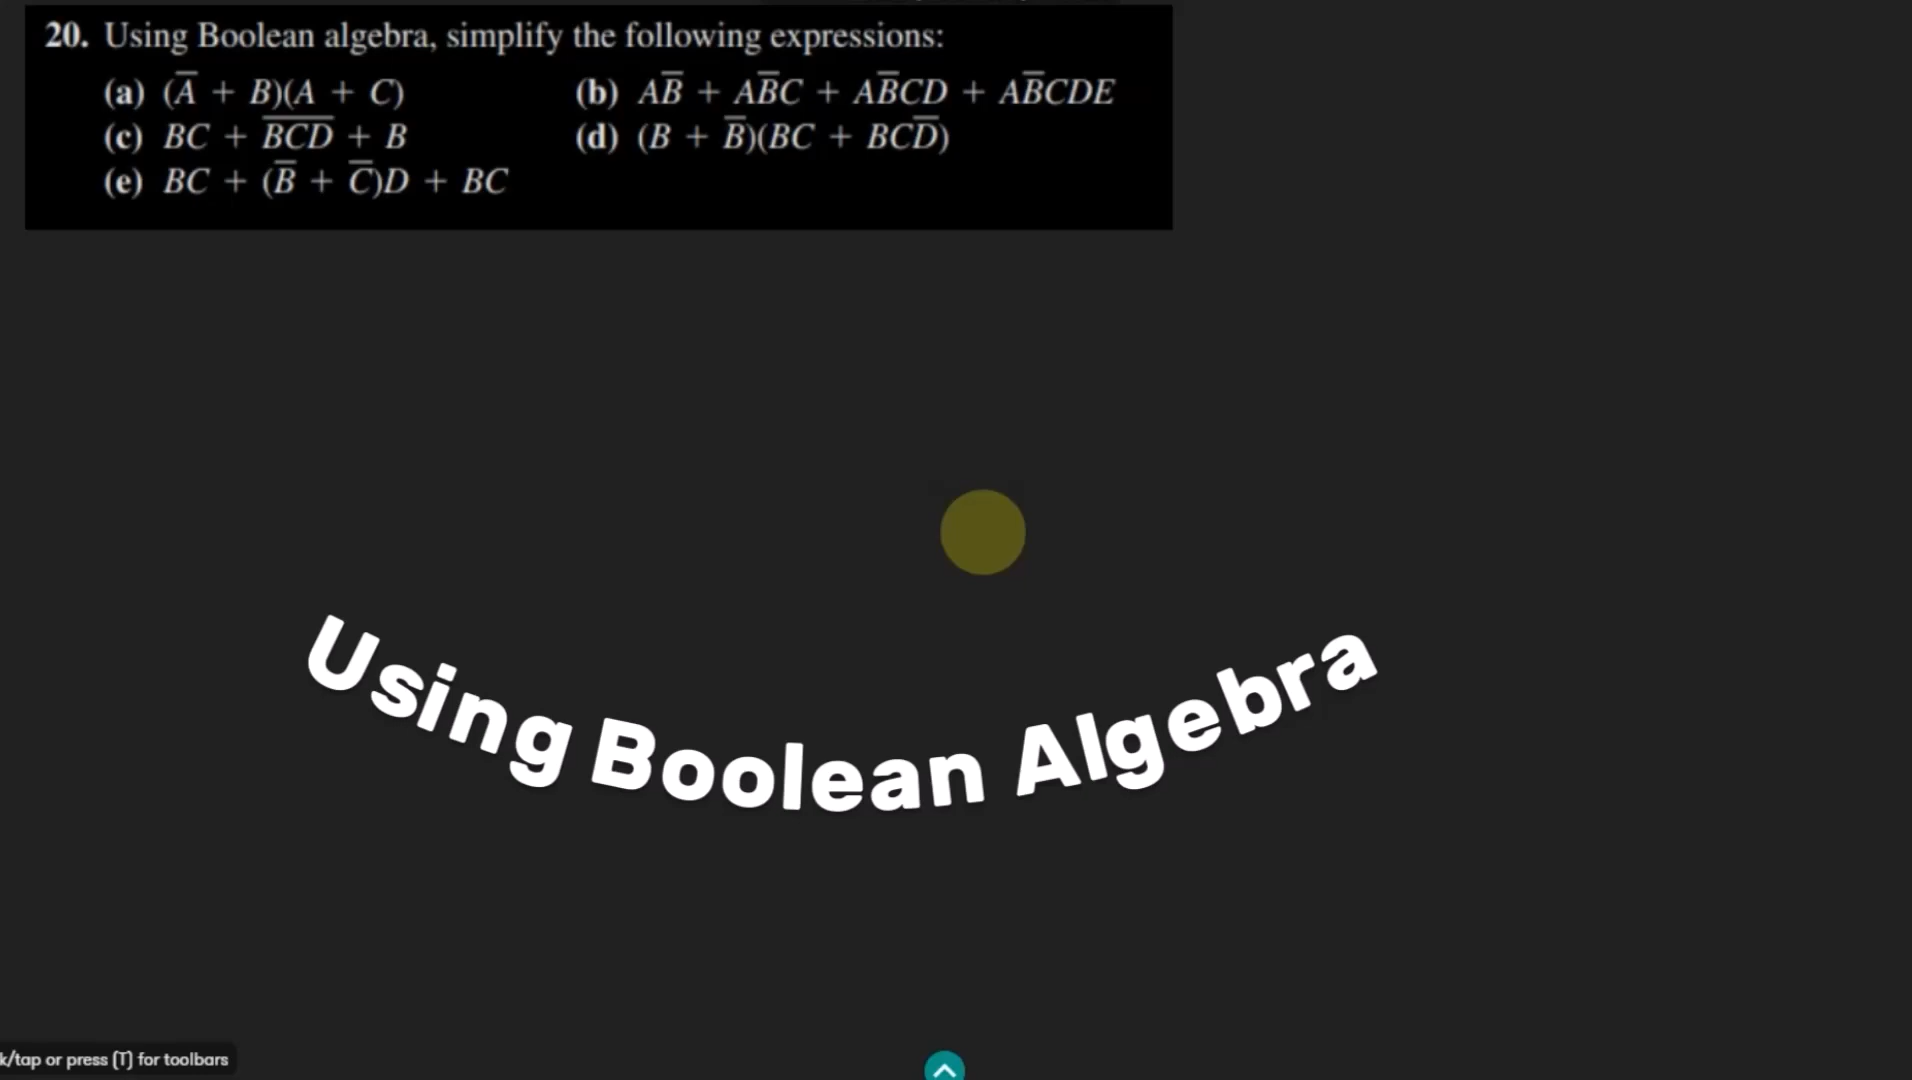 20. Using Boolean algebra, simplify the following expressions:
(a) (A̅ + B)(A + C) (b) AB̅ + AB̅C + AB̅CD + AB̅CDE
(c) BC + B̅C̅D̅ + B (d) (B + B̅)(BC + BCD̅)
(e) BC + (B̅ + C̅)D + BC
Using Boolean Algebra
k/tap or press (T) for toolbars